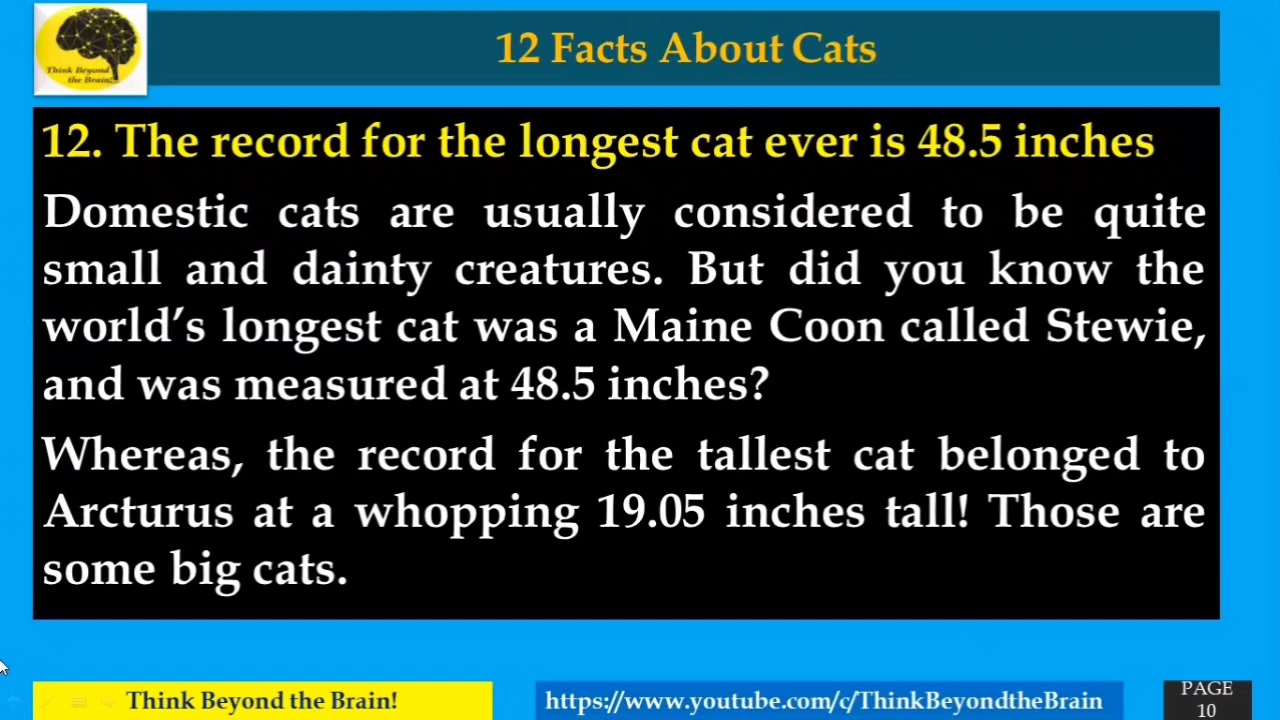 Think Beyond
the Brain!
12 Facts About Cats
12. The record for the longest cat ever is 48.5 inches
Domestic cats are usually considered to be quite
small and dainty creatures. But did you know the
world’s longest cat was a Maine Coon called Stewie,
and was measured at 48.5 inches?
Whereas, the record for the tallest cat belonged to
Arcturus at a whopping 19.05 inches tall! Those are
some big cats.
Think Beyond the Brain!
https://www.youtube.com/c/ThinkBeyondtheBrain
PAGE
10